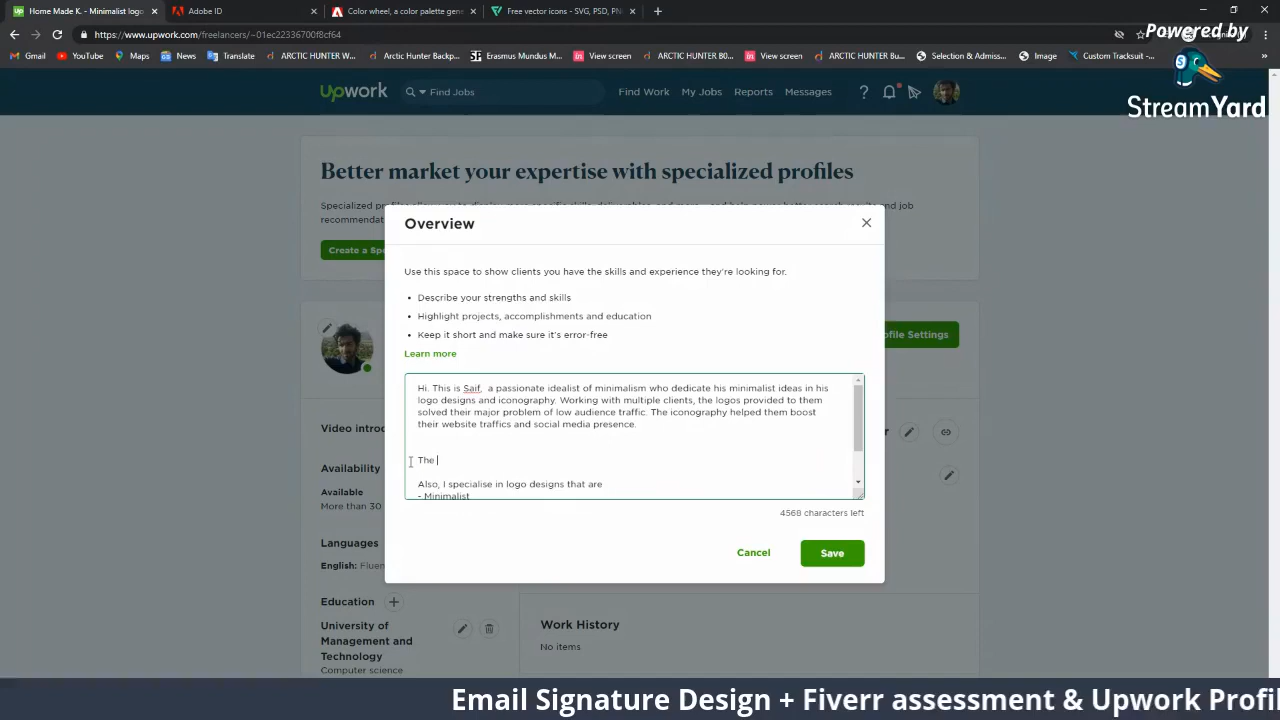 Home Made K. - Minimalist logo
Adobe ID
Color wheel, a color palette gene
Free vector icons - SVG, PSD, PN
https://www.upwork.com/freelancers/~01ec22336700f8cf64
Powered by
Gmail
YouTube
Maps
News
Translate
ARCTIC HUNTER W...
Arctic Hunter Backp...
Erasmus Mundus M...
View screen
ARCTIC HUNTER B0...
View screen
ARCTIC HUNTER Bu...
Selection & Admissi...
Image
Custom Tracksuit -...
StreamYard
Upwork
Find Jobs
Find Work
My Jobs
Reports
Messages
Better market your expertise with specialized profiles
Create a Spe
Overview
Use this space to show clients you have the skills and experience they're looking for.
• Describe your strengths and skills
• Highlight projects, accomplishments and education
• Keep it short and make sure it's error-free
Learn more
ofile Settings
Hi. This is Saif,  a passionate idealist of minimalism who dedicate his minimalist ideas in his
logo designs and iconography. Working with multiple clients, the logos provided to them
solved their major problem of low audience traffic. The iconography helped them boost
their website traffics and social media presence.
The
Also, I specialise in logo designs that are
- Minimalist
4568 characters left
Cancel
Save
Video introd
Availability
Available
More than 30
Languages
English: Fluen
Education
University of
Management and
Technology
Computer science
Work History
No items
Email Signature Design + Fiverr assessment & Upwork Profi